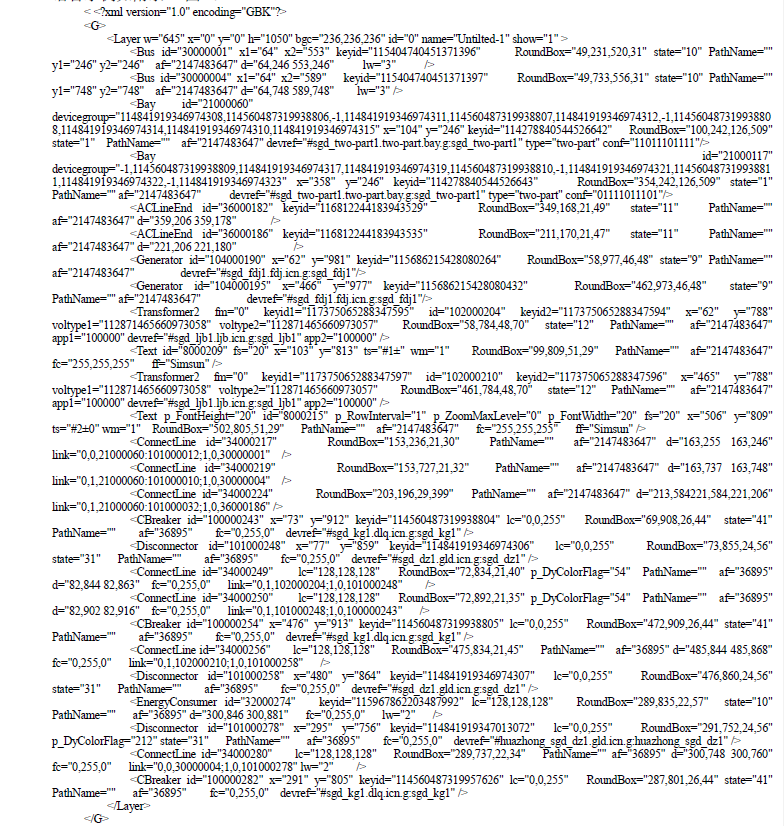 < <?xml version="1.0" encoding="GBK"?>
<G>
<Layer w="645" x="0" y="0" h="1050" bgc="236,236,236" id="0" name="Untilted-1" show="1" >
<Bus id="30000001" x1="64" x2="553" keyid="115404740451371396" RoundBox="49,231,520,31" state="10" PathName=""
y1="246" y2="246" af="2147483647" d="64,246 553,246" lw="3" />
<Bus id="30000004" x1="64" x2="589" keyid="115404740451371397" RoundBox="49,733,556,31" state="10" PathName=""
y1="748" y2="748" af="2147483647" d="64,748 589,748" lw="3" />
<Bay id="21000060"
devicegroup="114841919346974308,114560487319938806,-1,114841919346974311,114560487319938807,114841919346974312,-1,11456048731993880
8,114841919346974314,114841919346974310,114841919346974315" x="104" y="246" keyid="114278840544526642" RoundBox="100,242,126,509"
state="1" PathName="" af="2147483647" devref="#sgd_two-part1.two-part.bay.g:sgd_two-part1" type="two-part" conf="11011101111"/>
<Bay id="21000117"
devicegroup="-1,114560487319938809,114841919346974317,114841919346974319,114560487319938810,-1,114841919346974321,11456048731993881
1,114841919346974322,-1,114841919346974323" x="358" y="246" keyid="114278840544526643" RoundBox="354,242,126,509" state="1"
PathName="" af="2147483647" devref="#sgd_two-part1.two-part.bay.g:sgd_two-part1" type="two-part" conf="01111011101"/>
<ACLineEnd id="36000182" keyid="116812244183943529" RoundBox="349,168,21,49" state="11" PathName=""
af="2147483647" d="359,206 359,178" />
<ACLineEnd id="36000186" keyid="116812244183943535" RoundBox="211,170,21,47" state="11" PathName=""
af="2147483647" d="221,206 221,180" />
<Generator id="104000190" x="62" y="981" keyid="115686215428080264" RoundBox="58,977,46,48" state="9" PathName=""
af="2147483647" devref="#sgd_fdj1.fdj.icn.g:sgd_fdj1"/>
<Generator id="104000195" x="466" y="977" keyid="115686215428080432" RoundBox="462,973,46,48" state="9"
PathName="" af="2147483647" devref="#sgd_fdj1.fdj.icn.g:sgd_fdj1"/>
<Transformer2 fm="0" keyid1="117375065288347595" id="102000204" keyid2="117375065288347594" x="62" y="788"
voltype1="112871465660973058" voltype2="112871465660973057" RoundBox="58,784,48,70" state="12" PathName="" af="2147483647"
app1="100000" devref="#sgd_ljb1.ljb.icn.g:sgd_ljb1" app2="100000" />
<Text id="8000209" fs="20" x="103" y="813" ts="#1±" wm="1" RoundBox="99,809,51,29" PathName="" af="2147483647"
fc="255,255,255" ff="Simsun" />
<Transformer2 fm="0" keyid1="117375065288347597" id="102000210" keyid2="117375065288347596" x="465" y="788"
voltype1="112871465660973058" voltype2="112871465660973057" RoundBox="461,784,48,70" state="12" PathName="" af="2147483647"
app1="100000" devref="#sgd_ljb1.ljb.icn.g:sgd_ljb1" app2="100000" />
<Text p_FontHeight="20" id="8000215" p_RowInterval="1" p_ZoomMaxLevel="0" p_FontWidth="20" fs="20" x="506" y="809"
ts="#2±0" wm="1" RoundBox="502,805,51,29" PathName="" af="2147483647" fc="255,255,255" ff="Simsun" />
<ConnectLine id="34000217" RoundBox="153,236,21,30" PathName="" af="2147483647" d="163,255 163,246"
link="0,0,21000060:101000012;1,0,30000001" />
<ConnectLine id="34000219" RoundBox="153,727,21,32" PathName="" af="2147483647" d="163,737 163,748"
link="0,1,21000060:101000010;1,0,30000004" />
<ConnectLine id="34000224" RoundBox="203,196,29,399" PathName="" af="2147483647" d="213,584221,584,221,206"
link="0,1,21000060:101000032;1,0,36000186" />
<CBreaker id="100000243" x="73" y="912" keyid="114560487319938804" lc="0,0,255" RoundBox="69,908,26,44" state="41"
PathName="" af="36895" fc="0,255,0" devref="#sgd_kg1.dlq.icn.g:sgd_kg1" />
<Disconnector id="101000248" x="77" y="859" keyid="114841919346974306" lc="0,0,255" RoundBox="73,855,24,56"
state="31" PathName="" af="36895" fc="0,255,0" devref="#sgd_dz1.gld.icn.g:sgd_dz1" />
<ConnectLine id="34000249" lc="128,128,128" RoundBox="72,834,21,40" p_DyColorFlag="54" PathName="" af="36895"
d="82,844 82,863" fc="0,255,0" link="0,1,102000204;1,0,101000248" />
<ConnectLine id="34000250" lc="128,128,128" RoundBox="72,892,21,35" p_DyColorFlag="54" PathName="" af="36895"
d="82,902 82,916" fc="0,255,0" link="0,1,101000248;1,0,100000243" />
<CBreaker id="100000254" x="476" y="913" keyid="114560487319938805" lc="0,0,255" RoundBox="472,909,26,44" state="41"
PathName="" af="36895" fc="0,255,0" devref="#sgd_kg1.dlq.icn.g:sgd_kg1" />
<ConnectLine id="34000256" lc="128,128,128" RoundBox="475,834,21,45" PathName="" af="36895" d="485,844 485,868"
fc="0,255,0" link="0,1,102000210;1,0,101000258" />
<Disconnector id="101000258" x="480" y="864" keyid="114841919346974307" lc="0,0,255" RoundBox="476,860,24,56"
state="31" PathName="" af="36895" fc="0,255,0" devref="#sgd_dz1.gld.icn.g:sgd_dz1" />
<EnergyConsumer id="32000274" keyid="115967862203487992" lc="128,128,128" RoundBox="289,835,22,57" state="10"
PathName="" af="36895" d="300,846 300,881" fc="0,255,0" lw="2" />
<Disconnector id="101000278" x="295" y="756" keyid="114841919347013072" lc="0,0,255" RoundBox="291,752,24,56"
p_DyColorFlag="212" state="31" PathName="" af="36895" fc="0,255,0" devref="#huazhong_sgd_dz1.gld.icn.g:huazhong_sgd_dz1" />
<ConnectLine id="34000280" lc="128,128,128" RoundBox="289,737,22,34" PathName="" af="36895" d="300,748 300,760"
fc="0,255,0" link="0,0,30000004;1,0,101000278" lw="2" />
<CBreaker id="100000282" x="291" y="805" keyid="114560487319957626" lc="0,0,255" RoundBox="287,801,26,44" state="41"
PathName="" af="36895" fc="0,255,0" devref="#sgd_kg1.dlq.icn.g:sgd_kg1" />
</Layer>
</G>